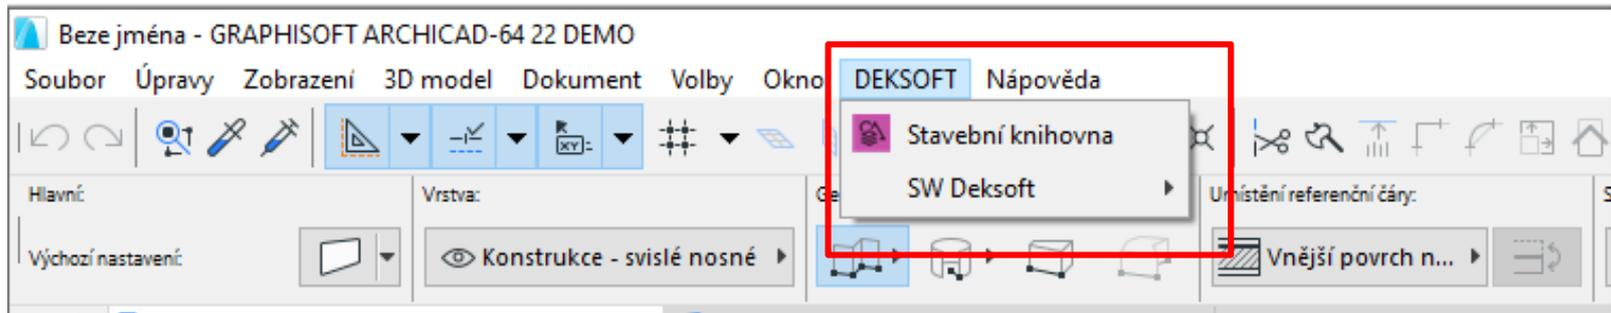 Beze jména - GRAPHISOFT ARCHICAD-64 22 DEMO
Soubor Úpravy Zobrazení 3D model Dokument Volby Okno DEKSOFT Nápověda
Stavební knihovna
SW Deksoft
Hlavní: Vrstva: Ge Umístění referenční čáry: S
Výchozí nastavení: Konstrukce - svislé nosné Vnější povrch n...